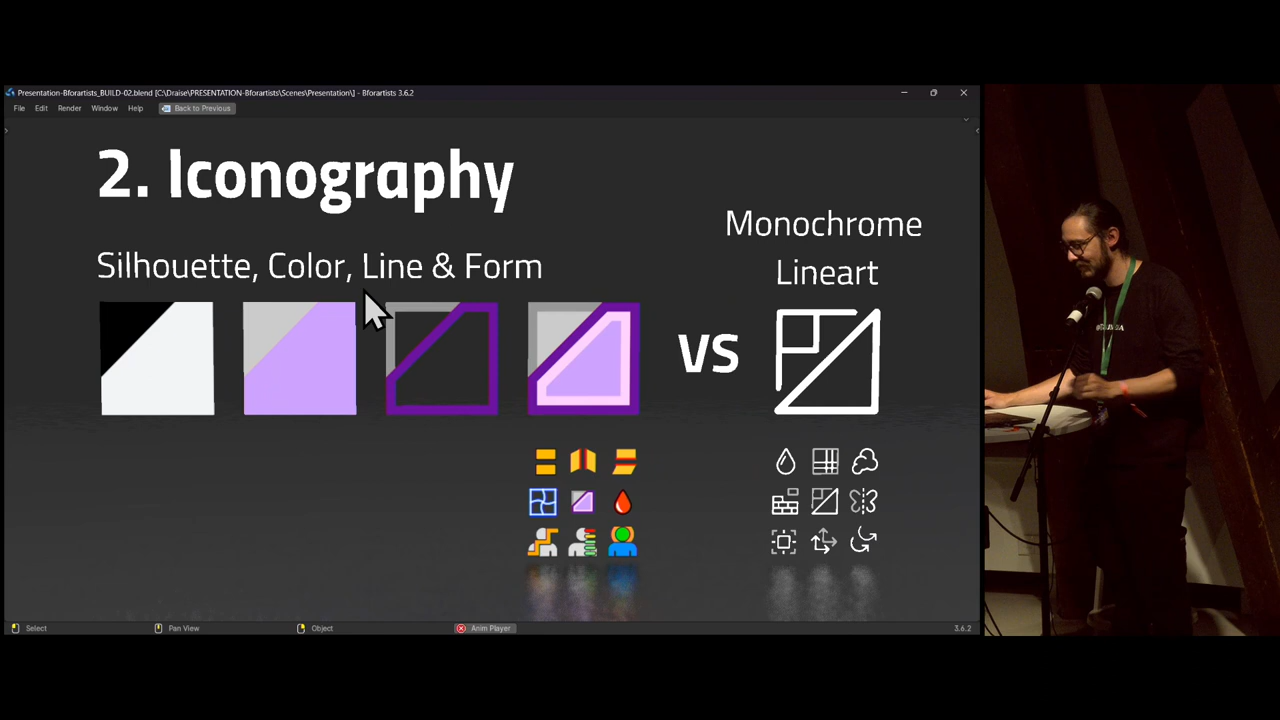 Presentation-Bforartists_BUILD-02.blend [C:\Draise\PRESENTATION-Bforartists\Scenes\Presentation\] - Bforartists 3.6.2
File Edit Render Window Help Back to Previous
2. Iconography
Monochrome
Lineart
Silhouette, Color, Line & Form
VS
Select Pan View Object Anim Player 3.6.2